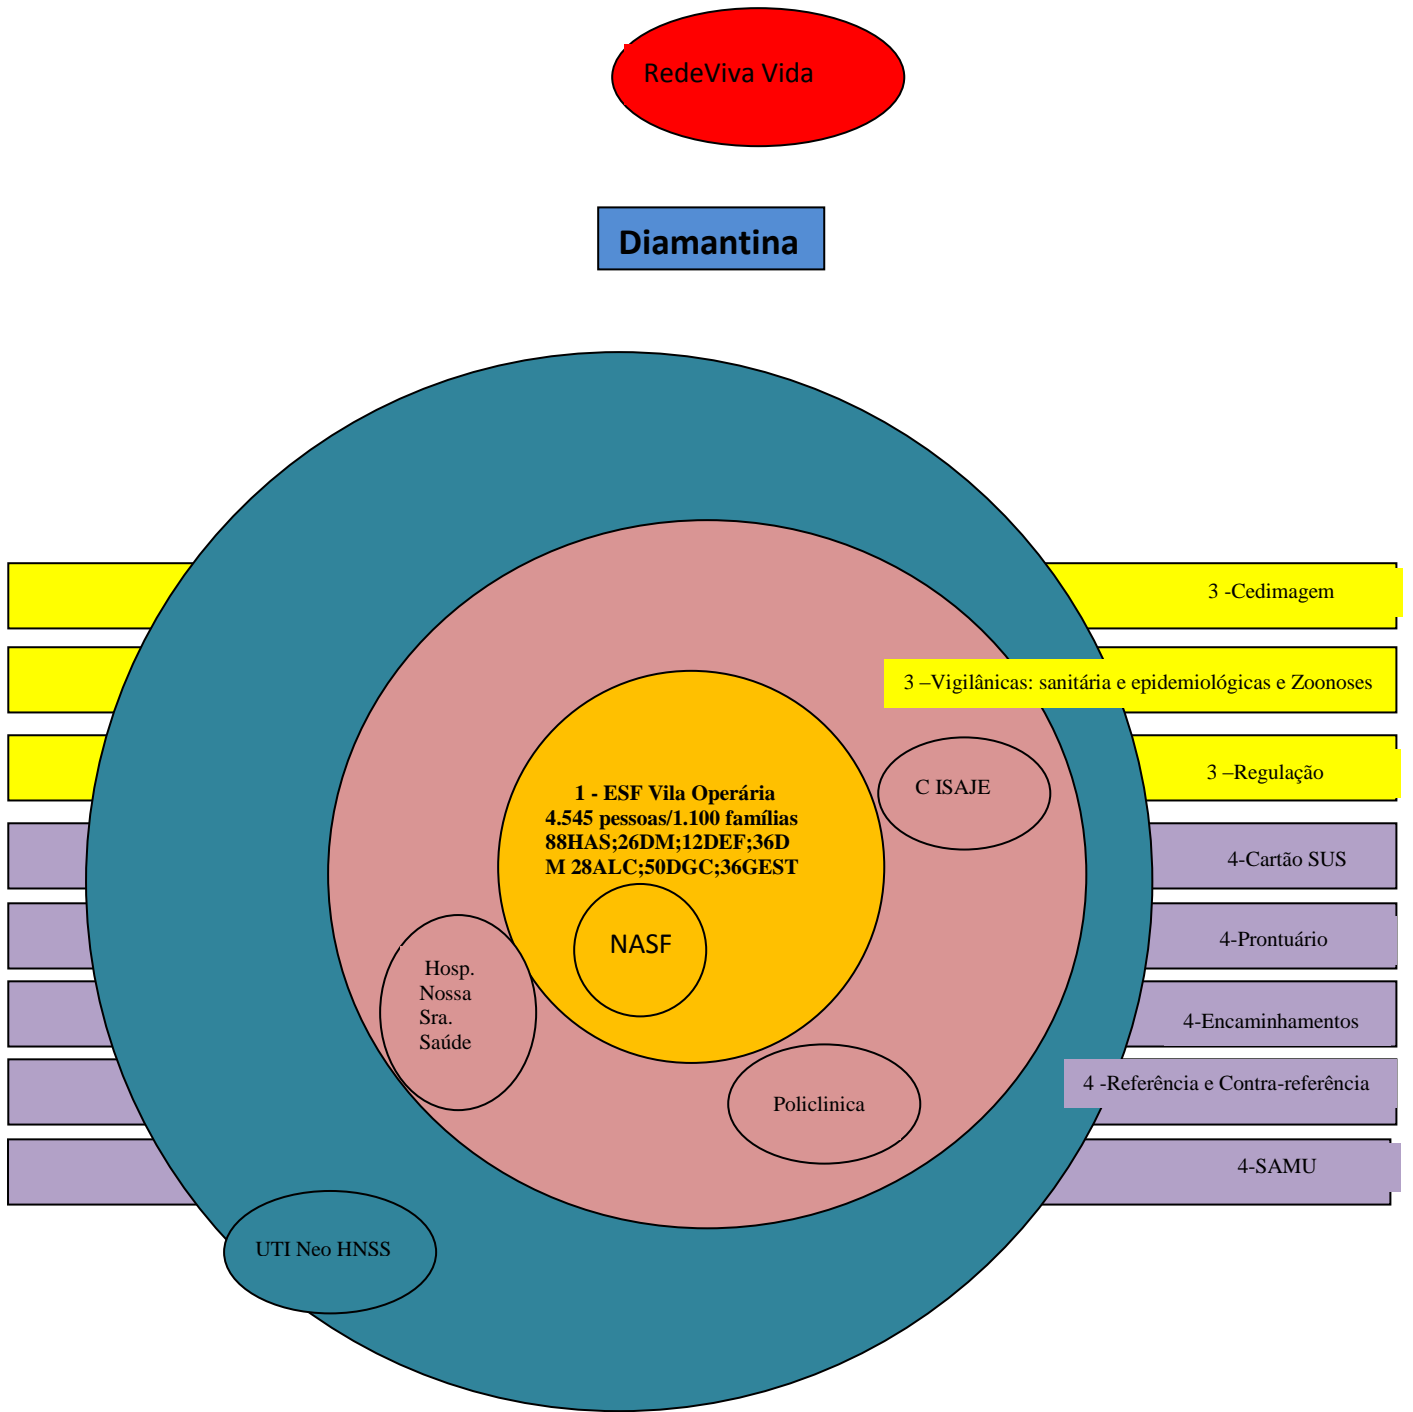 RedeViva Vida
Diamantina
3 -Cedimagem
3 –Vigilânicas: sanitária e epidemiológicas e Zoonoses
3 –Regulação
C ISAJE
1 - ESF Vila Operária
4.545 pessoas/1.100 famílias
88HAS;26DM;12DEF;36D
M 28ALC;50DGC;36GEST
NASF
4-Cartão SUS
4-Prontuário
Hosp.
Nossa
Sra.
Saúde
4-Encaminhamentos
4 -Referência e Contra-referência
Policlinica
4-SAMU
UTI Neo HNSS